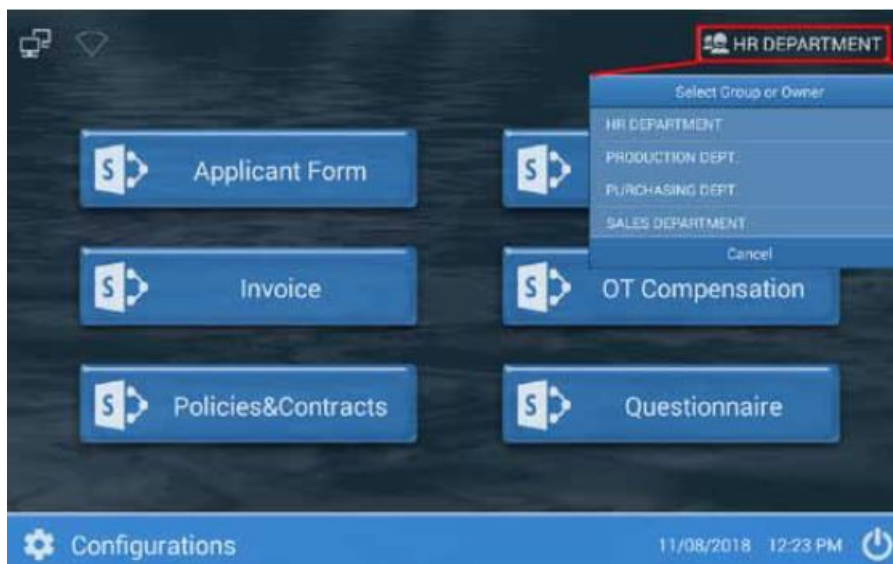 HR DEPARTMENT
Select Group or Owner
HR DEPARTMENT
PRODUCTION DEPT.
PURCHASING DEPT.
SALES DEPARTMENT
Cancel
S Applicant Form
S
S Invoice
S OT Compensation
S Policies&Contracts
S Questionnaire
Configurations
11/08/2018 12:23 PM